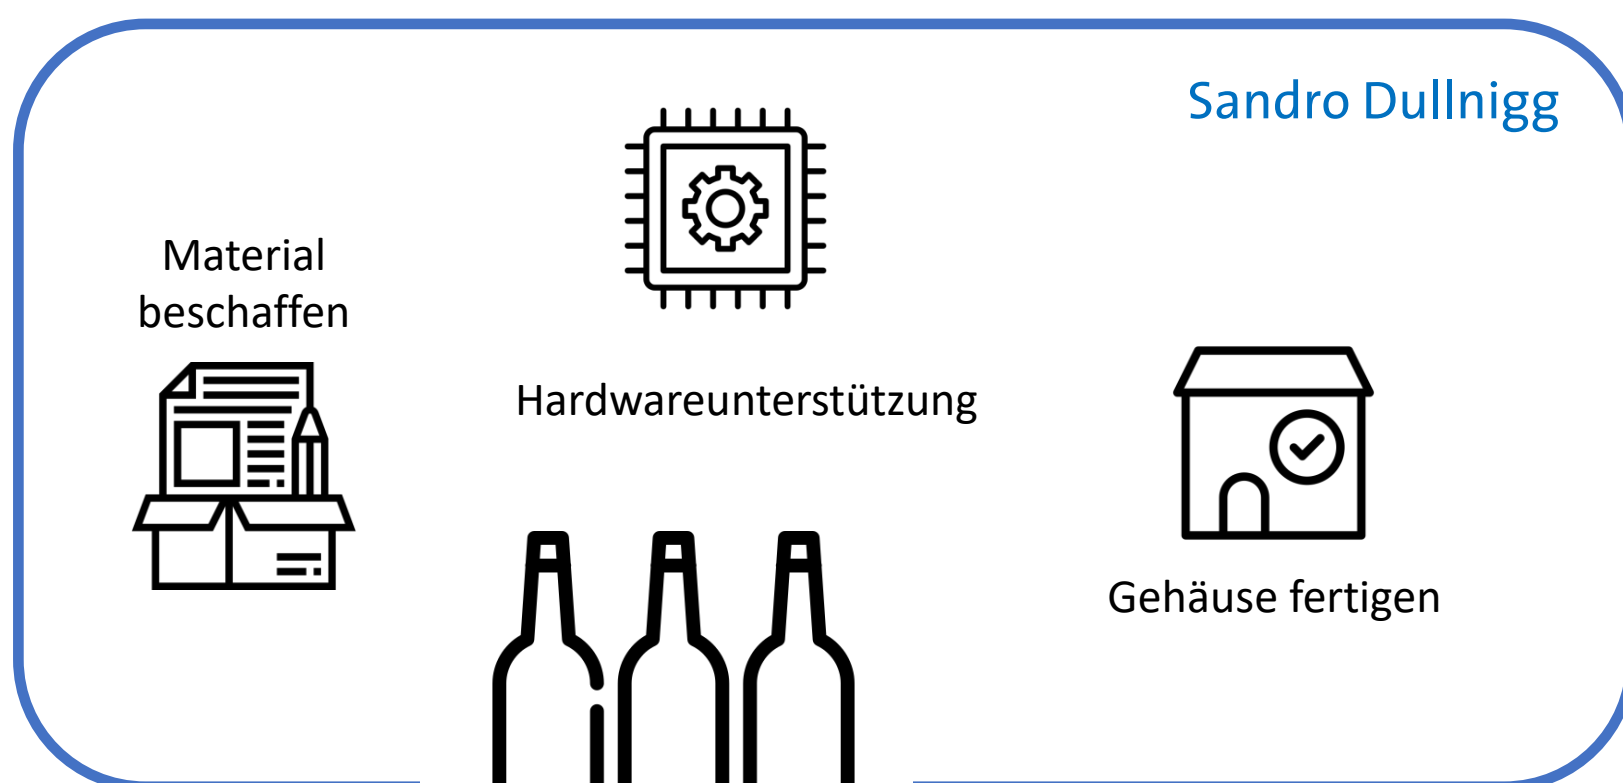 Sandro Dullnigg
Material
beschaffen
Hardwareunterstützung
Gehäuse fertigen